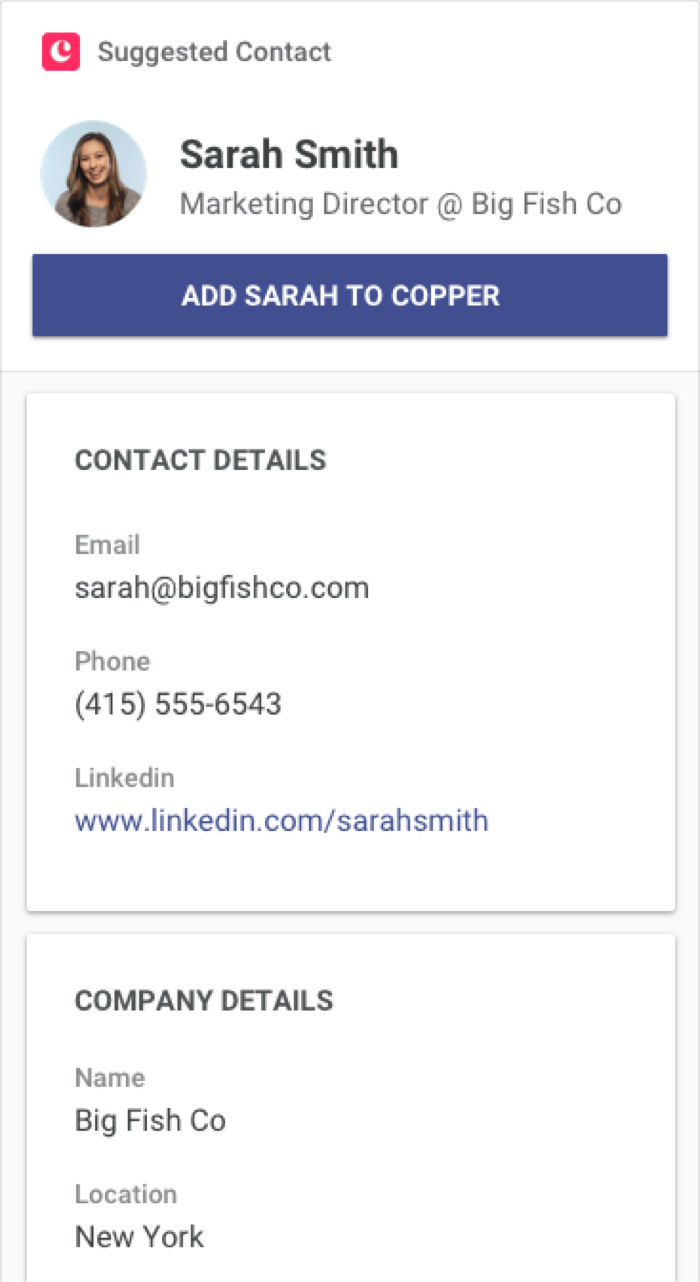 Suggested Contact
Sarah Smith
Marketing Director @ Big Fish Co
ADD SARAH TO COPPER
CONTACT DETAILS
Email
sarah@bigfishco.com
Phone
(415) 555-6543
Linkedin
www.linkedin.com/sarahsmith
COMPANY DETAILS
Name
Big Fish Co
Location
New York